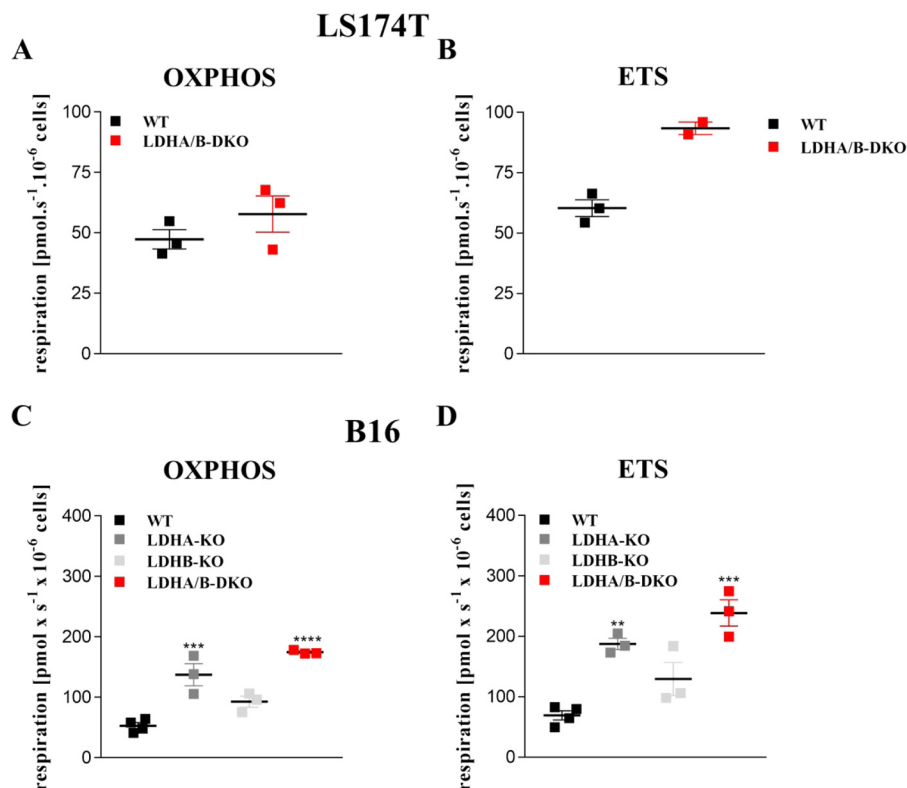 LS174T
A
OXPHOS
respiration [pmol.s⁻¹.10⁻⁶ cells]
100
75
50
25
0
WT
LDHA/B-DKO
B
ETS
respiration [pmol.s⁻¹.10⁻⁶ cells]
100
75
50
25
0
WT
LDHA/B-DKO
B16
C
OXPHOS
respiration [pmol x s⁻¹ x 10⁻⁶ cells]
400
300
200
100
0
WT
LDHA-KO
LDHB-KO
LDHA/B-DKO
***
****
D
ETS
respiration [pmol x s⁻¹ x 10⁻⁶ cells]
400
300
200
100
0
WT
LDHA-KO
LDHB-KO
LDHA/B-DKO
**
***